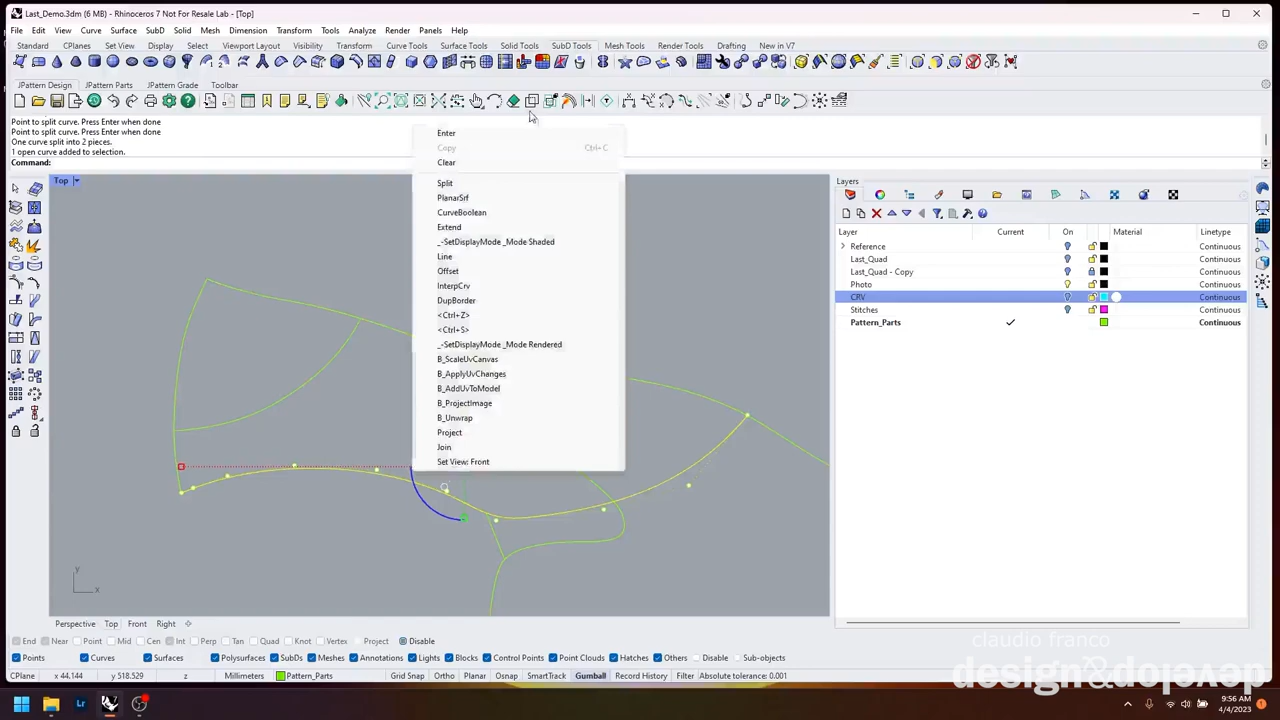 Last_Demo.3dm (6 MB) - Rhinoceros 7 Not For Resale Lab - [Top]
File Edit View Curve Surface SubD Solid Mesh Dimension Transform Tools Analyze Render Panels Help
Standard CPlanes Set View Display Select Viewport Layout Visibility Transform Curve Tools Surface Tools Solid Tools SubD Tools Mesh Tools Render Tools Drafting New in V7
JPattern Design JPattern Parts JPattern Grade Toolbar
Point to split curve. Press Enter when done
Point to split curve. Press Enter when done
One curve split into 2 pieces.
1 open curve added to selection.
Command:
Enter
Copy Ctrl+C
Clear
Split
PlanarSrf
CurveBoolean
Extend
_-SetDisplayMode _Mode Shaded
Line
Offset
InterpCrv
DupBorder
<Ctrl+Z>
<Ctrl+S>
_-SetDisplayMode _Mode Rendered
B_ScaleUvCanvas
B_ApplyUvChanges
B_AddUvToModel
B_ProjectImage
B_Unwrap
Project
Join
Set View: Front
Top
y
x
Layers
Layer Current On Material Linetype
Reference Continuous
Last_Quad Continuous
Last_Quad - Copy Continuous
Photo Continuous
CRV Continuous
Stitches Continuous
Pattern_Parts Continuous
Perspective Top Front Right
End Near Point Mid Cen Int Perp Tan Quad Knot Vertex Project Disable
Points Curves Surfaces Polysurfaces SubDs Meshes Annotations Lights Blocks Control Points Point Clouds Hatches Others Disable Sub-objects
CPlane x 44.144 y 518.529 z Millimeters Pattern_Parts Grid Snap Ortho Planar Osnap SmartTrack Gumball Record History Filter Absolute tolerance: 0.001
claudio franco
design&develop
9:56 AM
4/4/2023